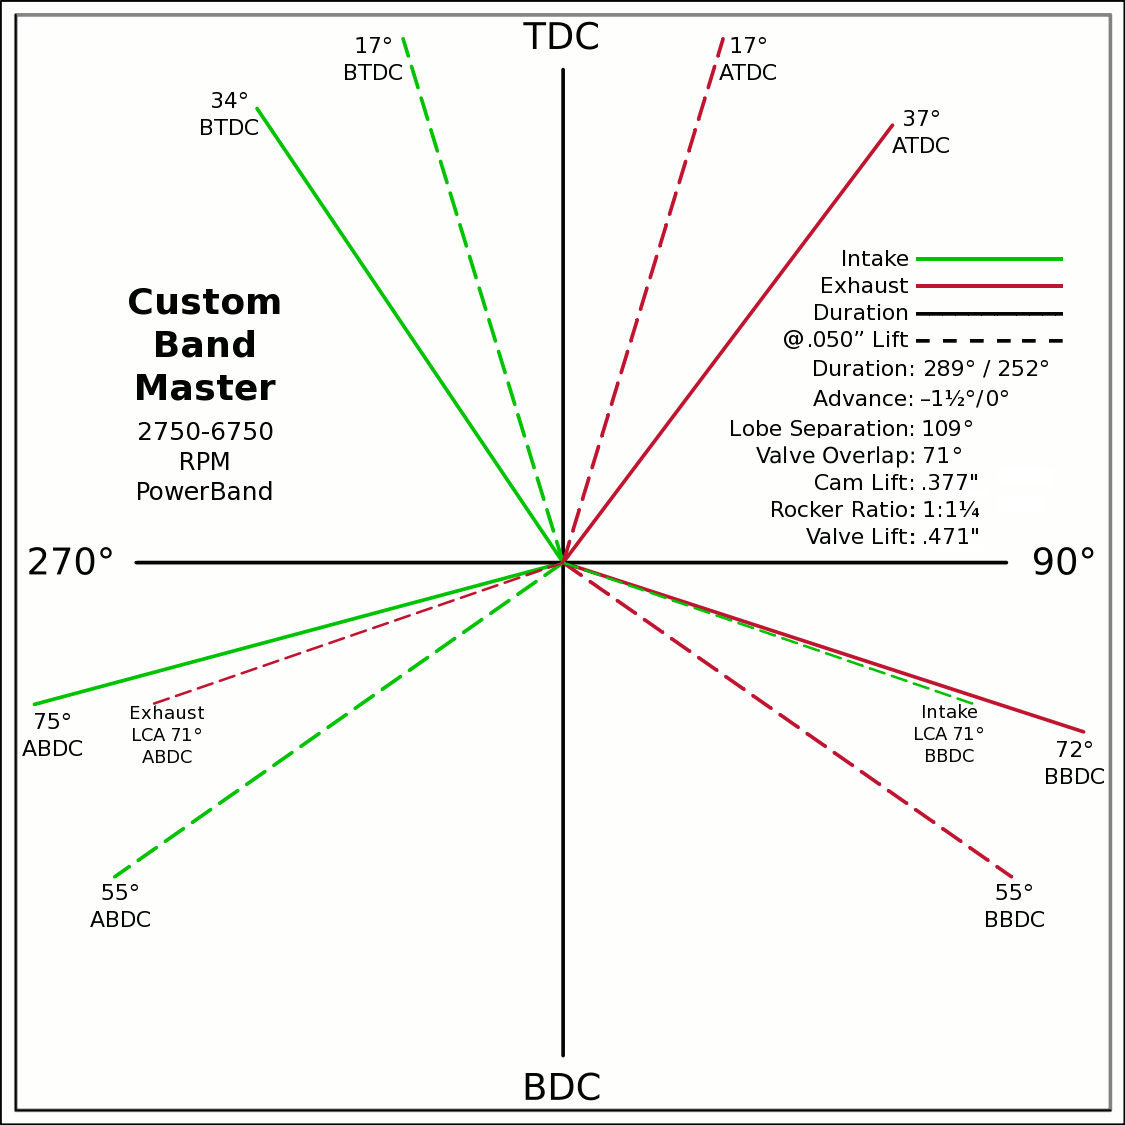 TDC
17°
BTDC
17°
ATDC
34°
BTDC
37°
ATDC
Custom
Band
Master
2750-6750
RPM
PowerBand
Intake
Exhaust
Duration
@.050” Lift
Duration: 289° / 252°
Advance: –1½°/0°
Lobe Separation: 109°
Valve Overlap: 71°
Cam Lift: .377"
Rocker Ratio: 1:1¼
Valve Lift: .471"
270°
90°
75°
ABDC
Exhaust
LCA 71°
ABDC
Intake
LCA 71°
BBDC
72°
BBDC
55°
ABDC
55°
BBDC
BDC